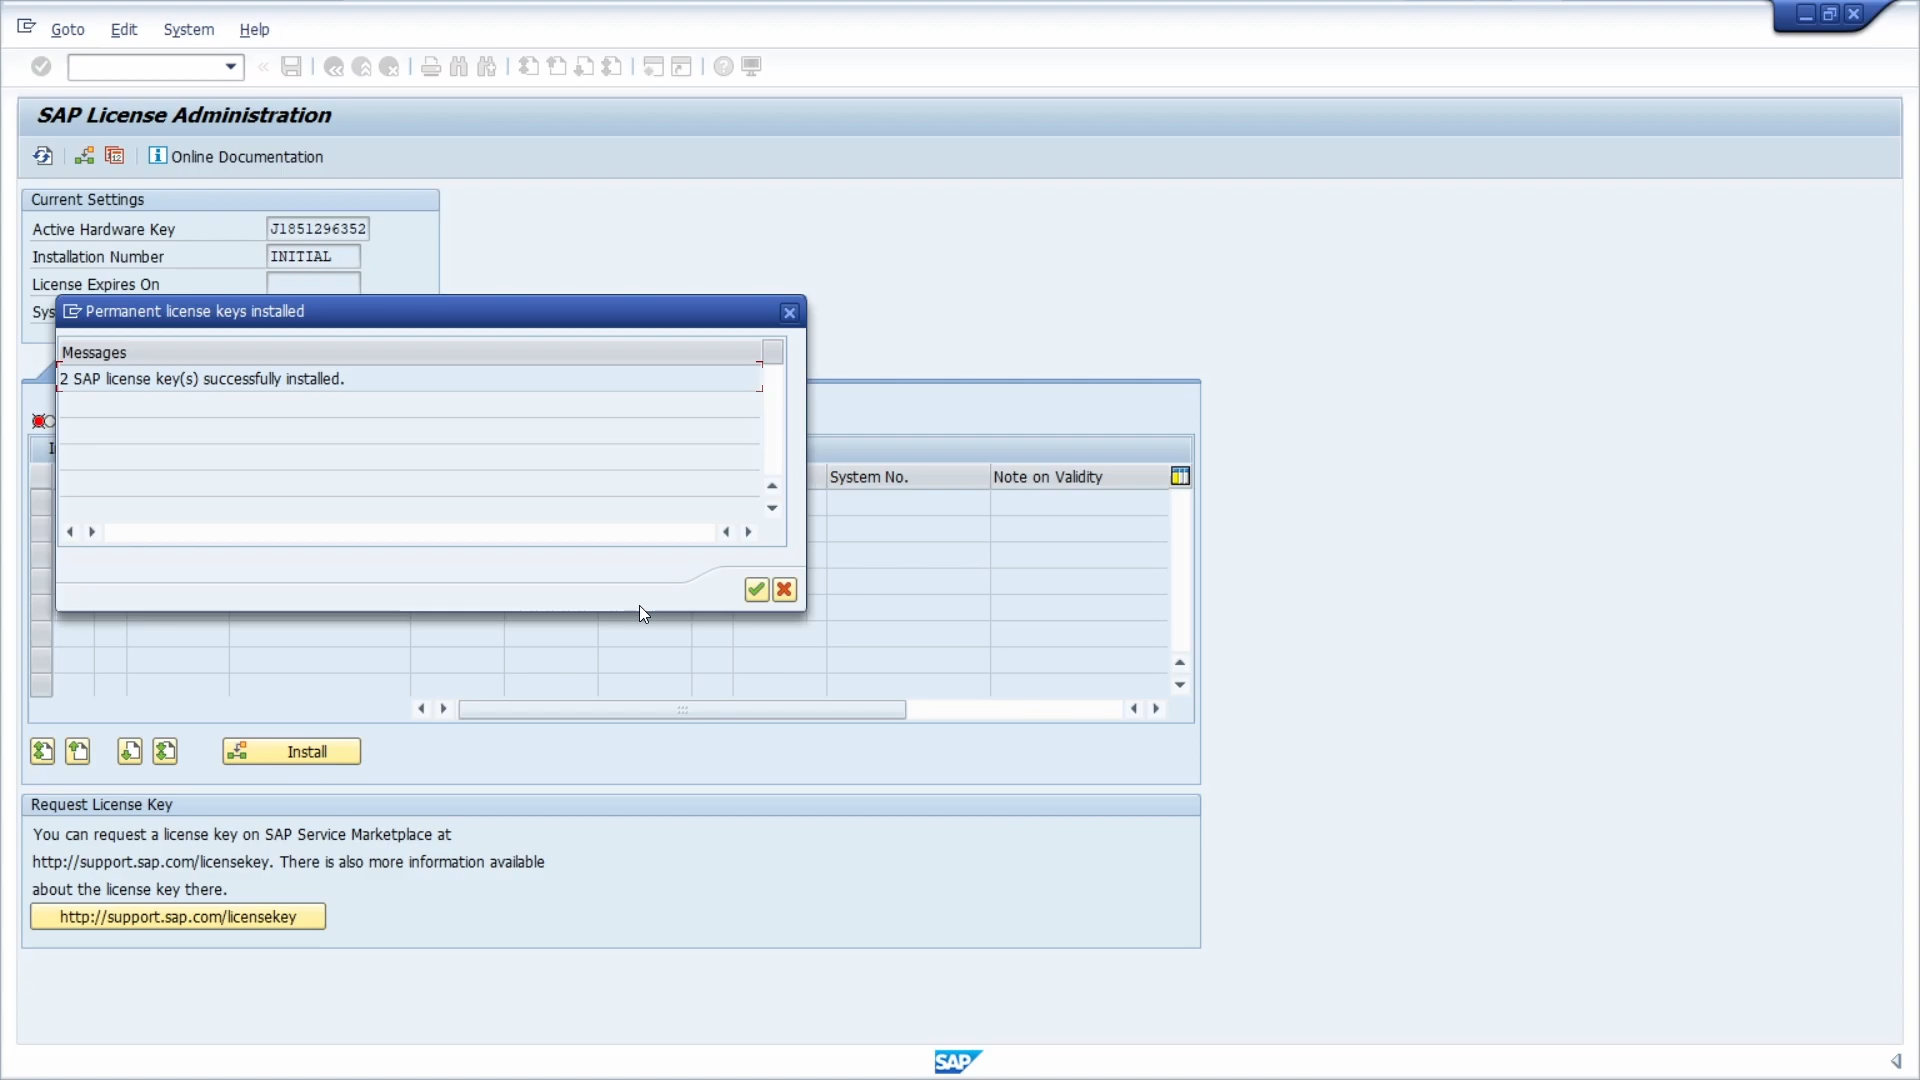 Goto Edit System Help
SAP License Administration
Online Documentation
Current Settings
Active Hardware Key J1851296352
Installation Number INITIAL
License Expires On
Sys
Permanent license keys installed
Messages
2 SAP license key(s) successfully installed.
System No. Note on Validity
Install
Request License Key
You can request a license key on SAP Service Marketplace at
http://support.sap.com/licensekey. There is also more information available
about the license key there.
http://support.sap.com/licensekey
SAP